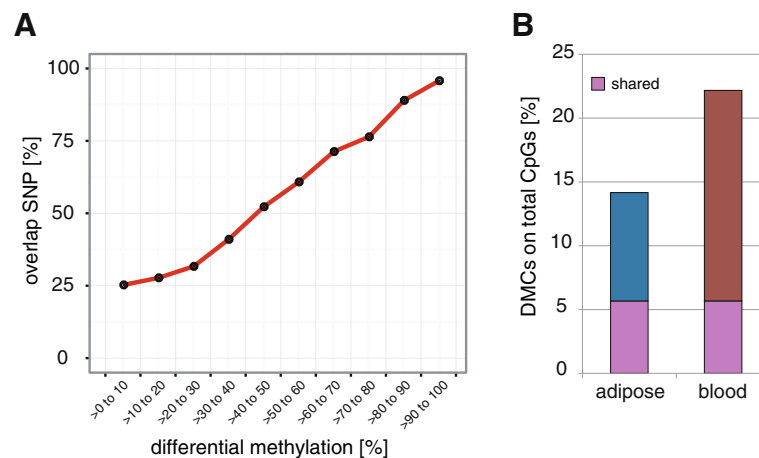 A
overlap SNP [%]
100
75
50
25
0
>0 to 10
>10 to 20
>20 to 30
>30 to 40
>40 to 50
>50 to 60
>60 to 70
>70 to 80
>80 to 90
>90 to 100
differential methylation [%]
B
DMCs on total CpGs [%]
25
20
15
10
5
0
shared
adipose
blood